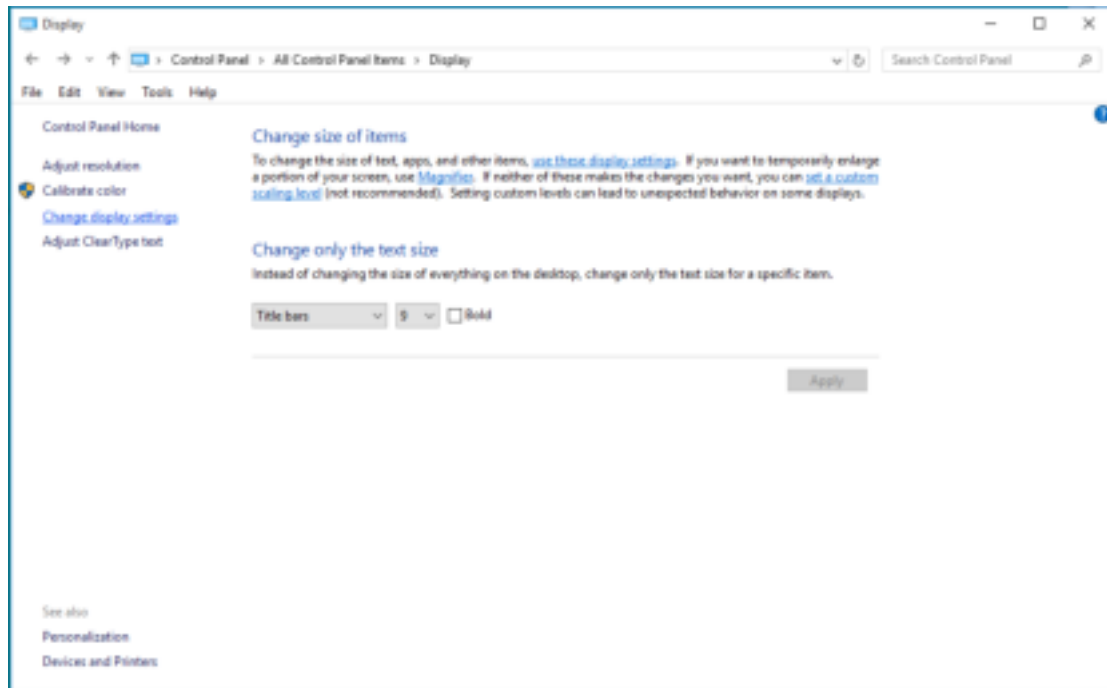 Display
Control Panel > All Control Panel Items > Display
Search Control Panel
File Edit View Tools Help
Control Panel Home
Adjust resolution
Calibrate color
Change display settings
Adjust ClearType text
Change size of items
To change the size of text, apps, and other items, use these display settings. If you want to temporarily enlarge
a portion of your screen, use Magnifier. If neither of these makes the changes you want, you can set a custom
scaling level (not recommended). Setting custom levels can lead to unexpected behavior on some displays.
Change only the text size
Instead of changing the size of everything on the desktop, change only the text size for a specific item.
Title bars 9 Bold
Apply
See also
Personalization
Devices and Printers